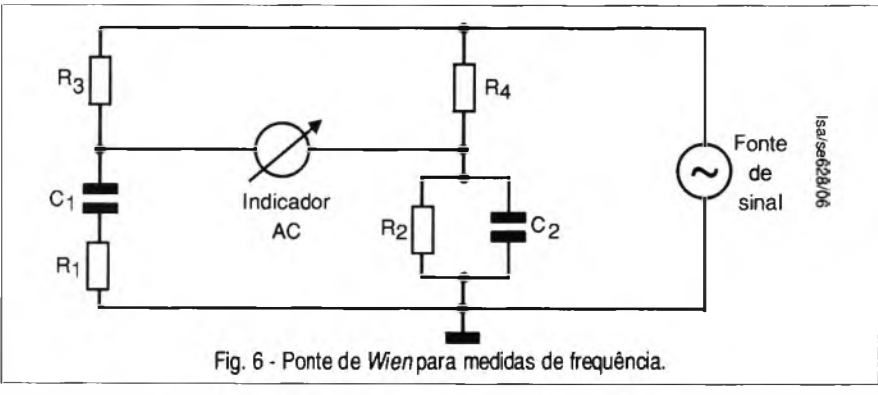 R3
R4
C1
Indicador
AC
R2
C2
R1
Fonte
de
sinal
~
lsa/se628/06
Fig. 6 - Ponte de Wien para medidas de frequência.